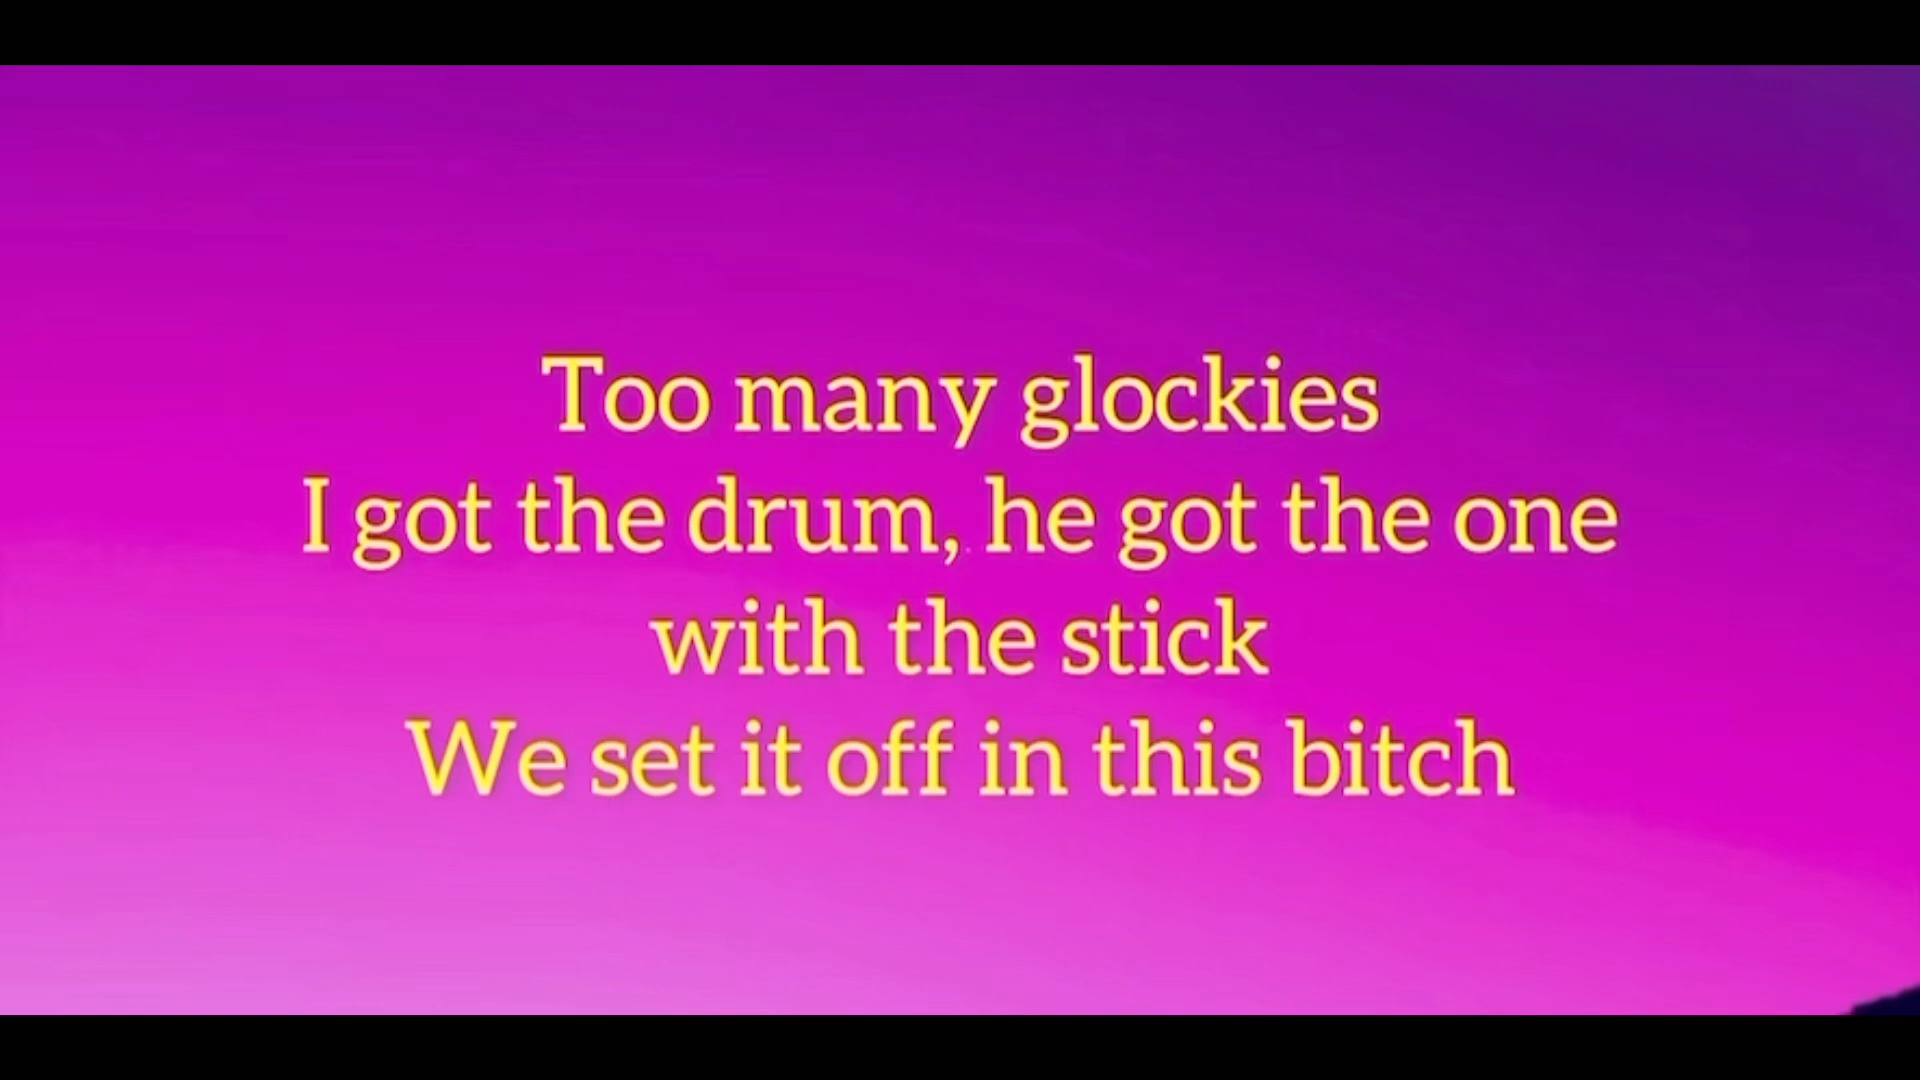 Too many glockies
I got the drum, he got the one
with the stick
We set it off in this bitch